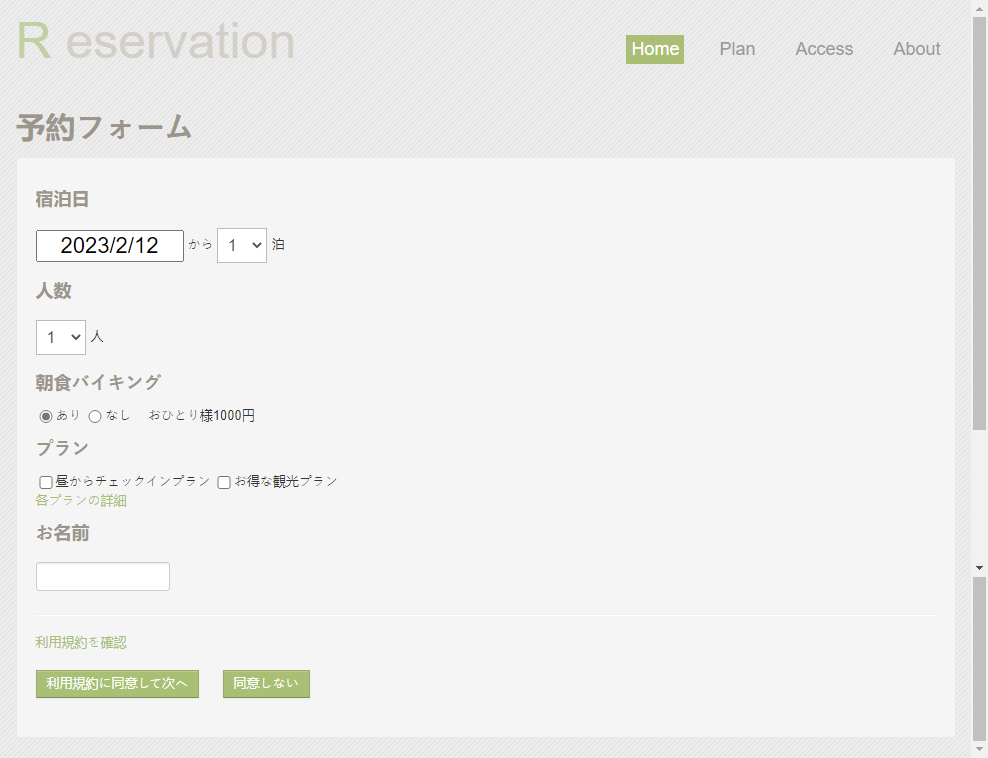 R eservation
Home Plan Access About
予約フォーム
宿泊日
2023/2/12 から 1 泊
人数
1 人
朝食バイキング
あり なし おひとり様1000円
プラン
昼からチェックインプラン お得な観光プラン
各プランの詳細
お名前
利用規約を確認
利用規約に同意して次へ 同意しない